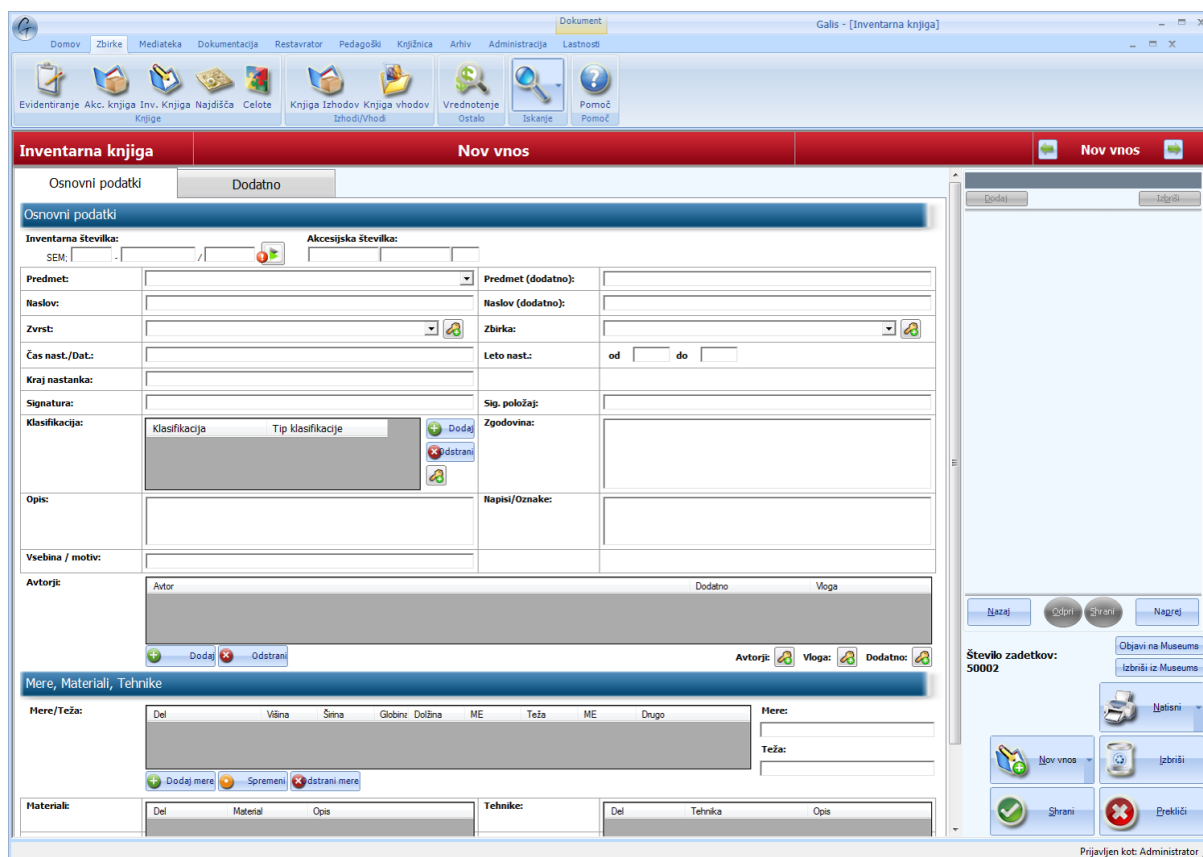 Dokument
Galis - [Inventarna knjiga]
Domov Zbirke Mediateka Dokumentacija Restavrator Pedagoški Knjižnica Arhiv Administracija Lastnosti
Evidentiranje Akc. knjiga Inv. Knjiga Najdišča Celote Knjiga Izhodov Knjiga vhodov Vrednotenje Pomoč
Knjige Izhodi/Vhodi Ostalo Iskanje Pomoč
Inventarna knjiga Nov vnos Nov vnos
Osnovni podatki Dodatno
Dodaj Izbriši
Osnovni podatki
Inventarna številka: Akcesijska številka:
SEM: - /
Predmet: Predmet (dodatno):
Naslov: Naslov (dodatno):
Zvrst: Zbirka:
Čas nast./Dat.: Leto nast.: od do
Kraj nastanka:
Signatura: Sig. položaj:
Klasifikacija: Klasifikacija Tip klasifikacije Dodaj Zgodovina:
Odstrani
Opis: Napisi/Oznake:
Vsebina / motiv:
Avtorji: Avtor Dodatno Vloga
Nazaj Odpri Shrani Naprej
Dodaj Odstrani Avtorji: Vloga: Dodatno:
Objavi na Museums
Število zadetkov:
50002
Izbriši iz Museums
Mere, Materiali, Tehnike
Mere/Teža: Del Višina Širina Globina Dolžina ME Teža ME Drugo Mere:
Natisni
Teža:
Nov vnos Izbriši
Dodaj mere Spremeni Odstrani mere
Materiali: Del Material Opis Tehnike: Del Tehnika Opis
Shrani Prekliči
Prijavljen kot: Administrator